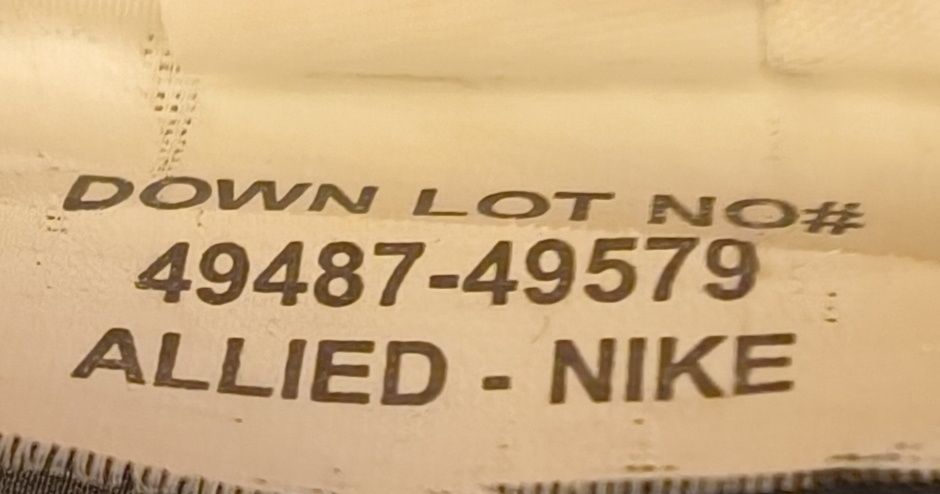 DOWN LOT NO#
49487-49579
ALLIED - NIKE